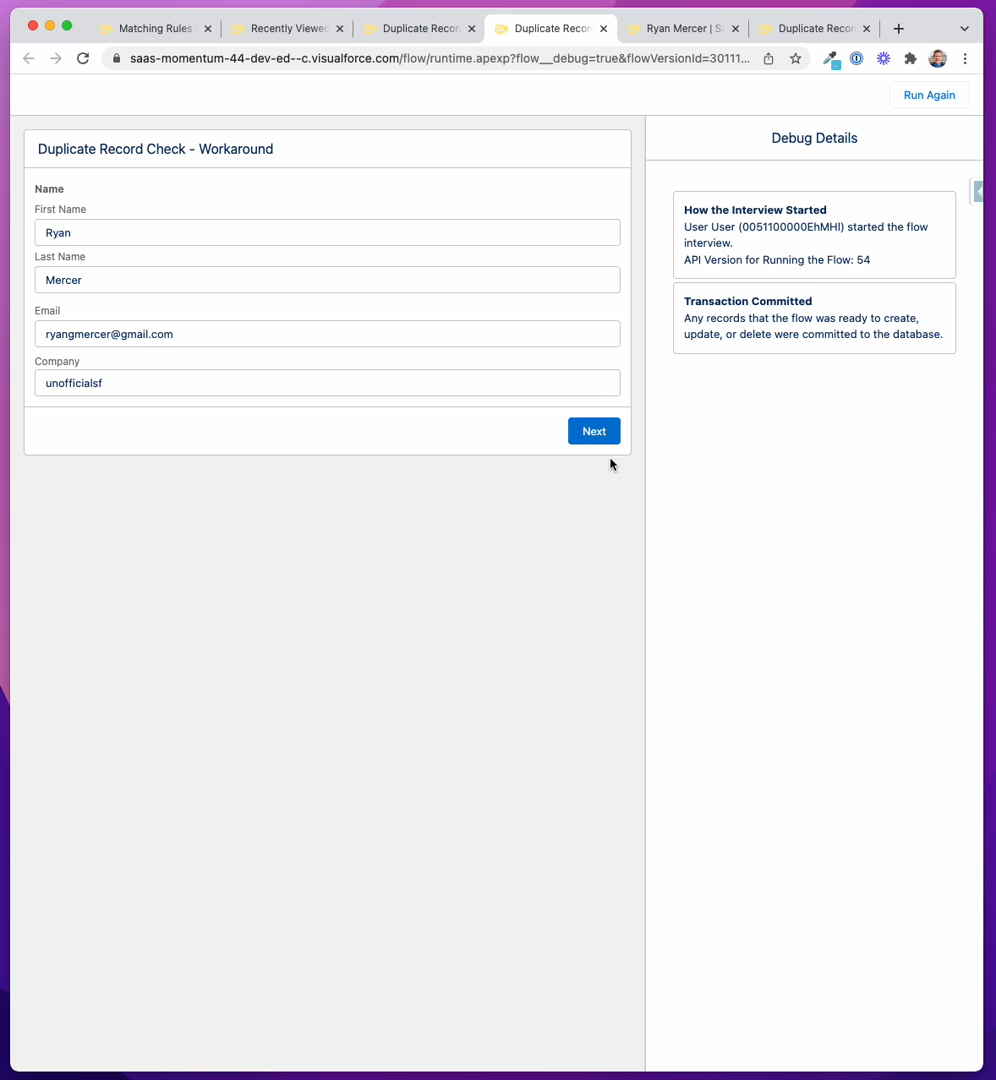 Matching Rules
Recently Viewed
Duplicate Recor
Duplicate Recor
Ryan Mercer | S
Duplicate Recor
saas-momentum-44-dev-ed--c.visualforce.com/flow/runtime.apexp?flow__debug=true&flowVersionId=30111...
Run Again
Duplicate Record Check - Workaround
Name
First Name
Ryan
Last Name
Mercer
Email
ryangmercer@gmail.com
Company
unofficialsf
Next
Debug Details
How the Interview Started
User User (0051100000EhMHI) started the flow
interview.
API Version for Running the Flow: 54
Transaction Committed
Any records that the flow was ready to create,
update, or delete were committed to the database.